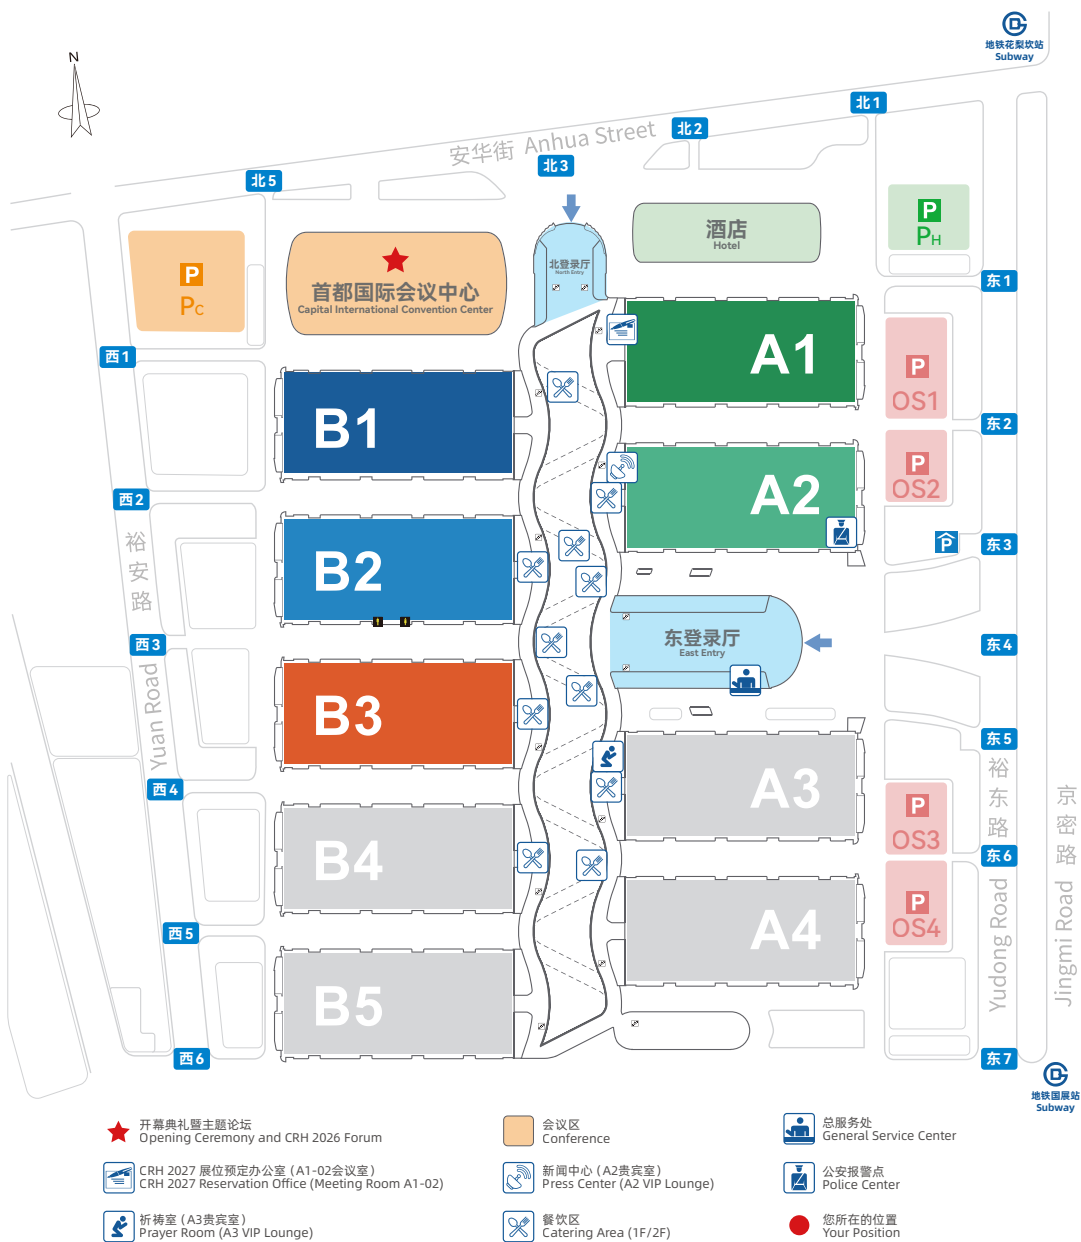 N
地铁花梨坎站
Subway
北1
北2
安华街 Anhua Street
北3
北5
P
PH
P
PC
首都国际会议中心
Capital International Convention Center
北登录厅
North Entry
酒店
Hotel
东1
西1
A1
P
OS1
B1
东2
A2
P
OS2
西2
裕安路
Yuan Road
B2
P
东3
西3
东登录厅
East Entry
东4
B3
东5
裕东路
Yudong Road
京密路
Jingmi Road
西4
A3
P
OS3
B4
东6
西5
A4
P
OS4
B5
西6
东7
地铁国展站
Subway
开幕典礼暨主题论坛
Opening Ceremony and CRH 2026 Forum
会议区
Conference
总服务处
General Service Center
CRH 2027 展位预定办公室（A1-02会议室）
CRH 2027 Reservation Office (Meeting Room A1-02)
新闻中心（A2贵宾室）
Press Center (A2 VIP Lounge)
公安报警点
Police Center
祈祷室（A3贵宾室）
Prayer Room (A3 VIP Lounge)
餐饮区
Catering Area (1F/2F)
您所在的位置
Your Position